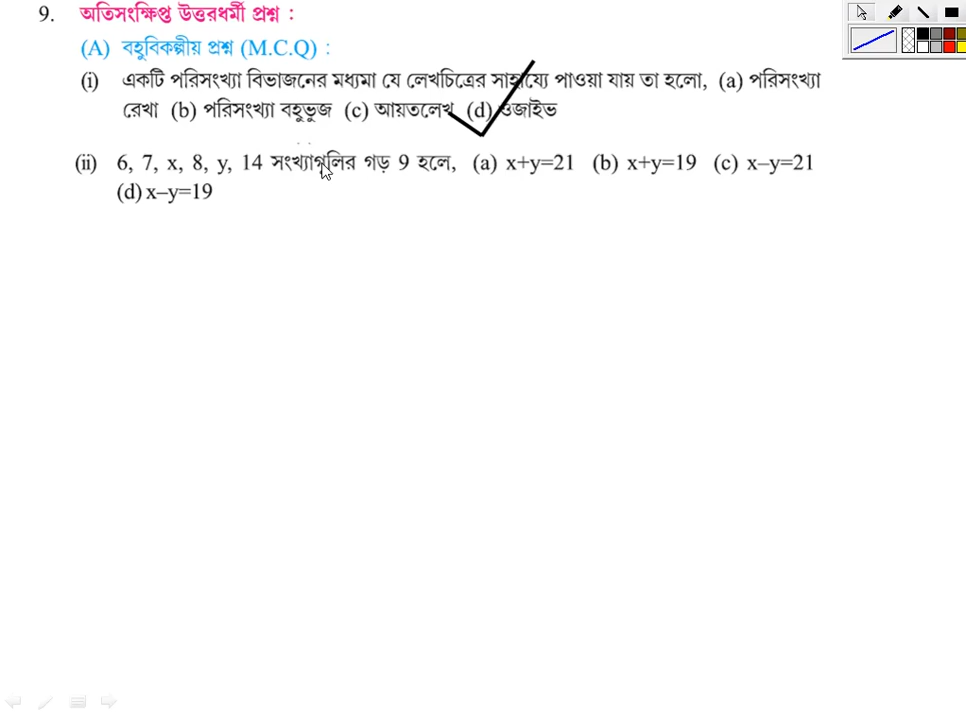 9. অতিসংক্ষিপ্ত উত্তরধর্মী প্রশ্ন :
(A) বহুবিকল্পীয় প্রশ্ন (M.C.Q) :
(i) একটি পরিসংখ্যা বিভাজনের মধ্যমা যে লেখচিত্রের সাহায্যে পাওয়া যায় তা হলো, (a) পরিসংখ্যা
রেখা (b) পরিসংখ্যা বহুভুজ (c) আয়তলেখ (d) ওজাইভ
(ii) 6, 7, x, 8, y, 14 সংখ্যাগুলির গড় 9 হলে, (a) x+y=21 (b) x+y=19 (c) x–y=21
(d) x–y=19